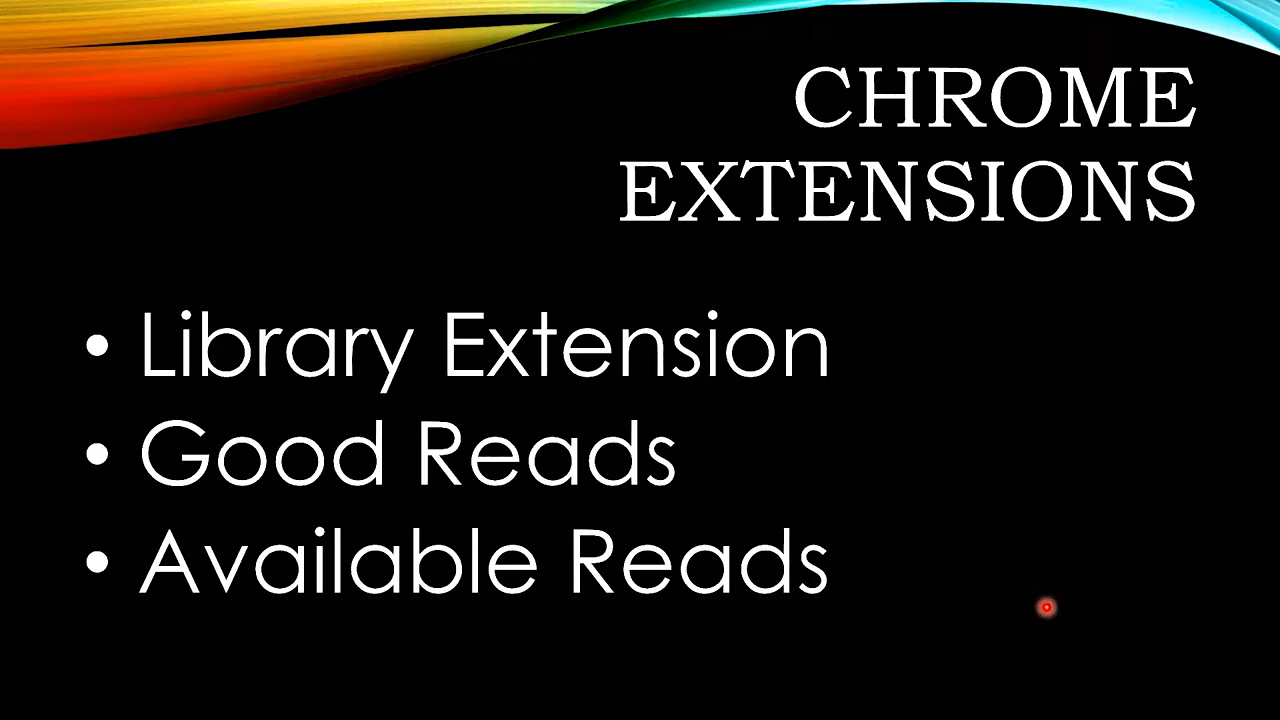 CHROME
EXTENSIONS
• Library Extension
• Good Reads
• Available Reads